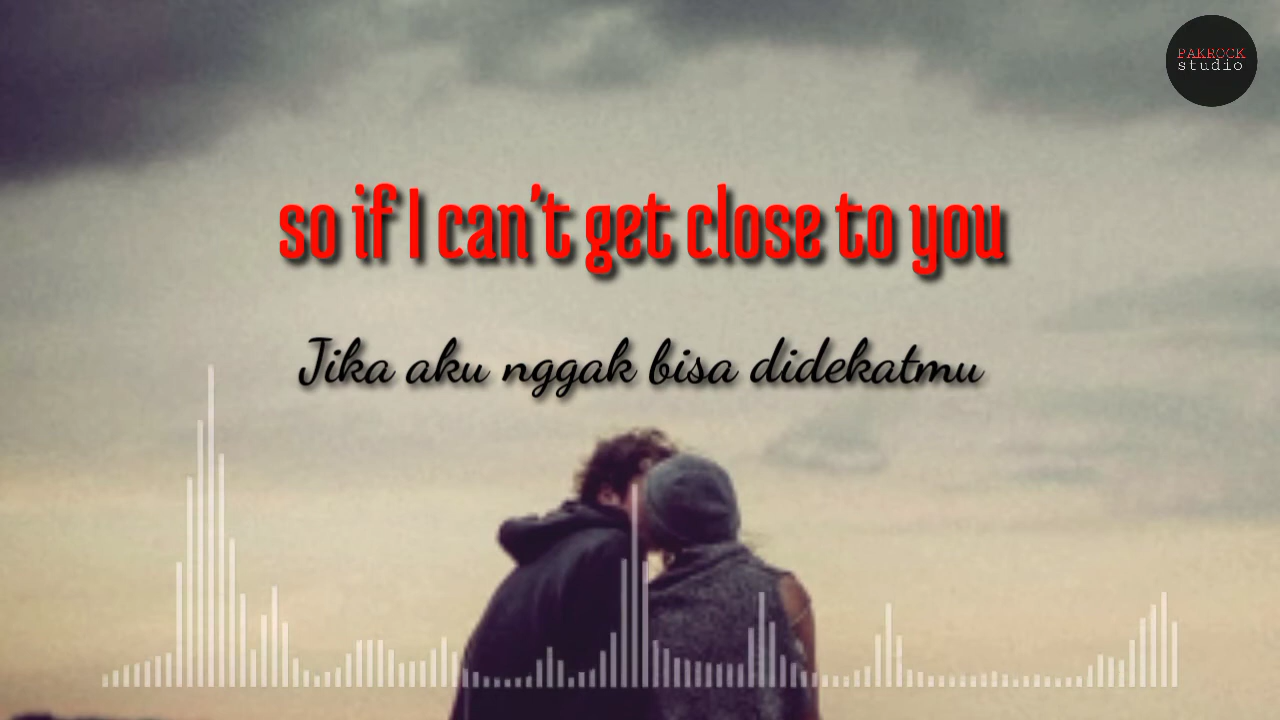 PAKROCK
studio
so if I can't get close to you
Jika aku nggak bisa didekatmu